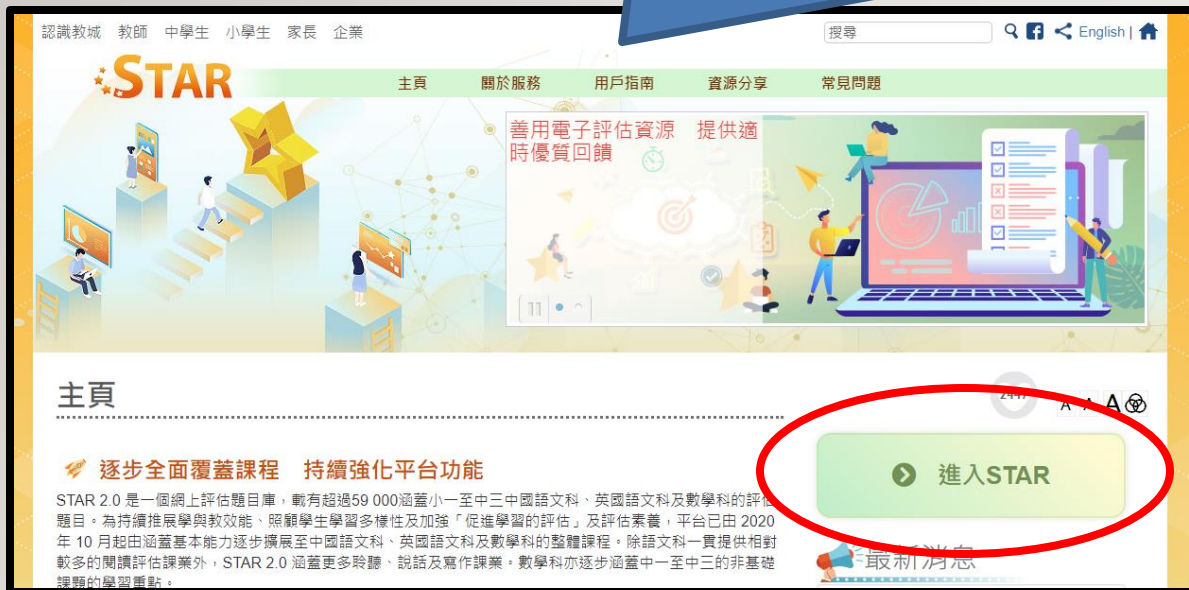 認識教城 教師 中學生 小學生 家長 企業
搜尋
English |
STAR
主頁 關於服務 用戶指南 資源分享 常見問題
善用電子評估資源 提供適
時優質回饋
主頁
A A A
逐步全面覆蓋課程 持續強化平台功能
進入STAR
STAR 2.0 是一個網上評估題目庫，載有超過59 000涵蓋小一至中三中國語文科、英國語文科及數學科的評估
題目。為持續推展學與教效能、照顧學生學習多樣性及加強「促進學習的評估」及評估素養，平台已由 2020
年 10 月起由涵蓋基本能力逐步擴展至中國語文科、英國語文科及數學科的整體課程。除語文科一貫提供相對
較多的閱讀評估課業外，STAR 2.0 涵蓋更多聆聽、說話及寫作課業。數學科亦逐步涵蓋中一至中三的非基礎
課題的學習重點。
最新消息